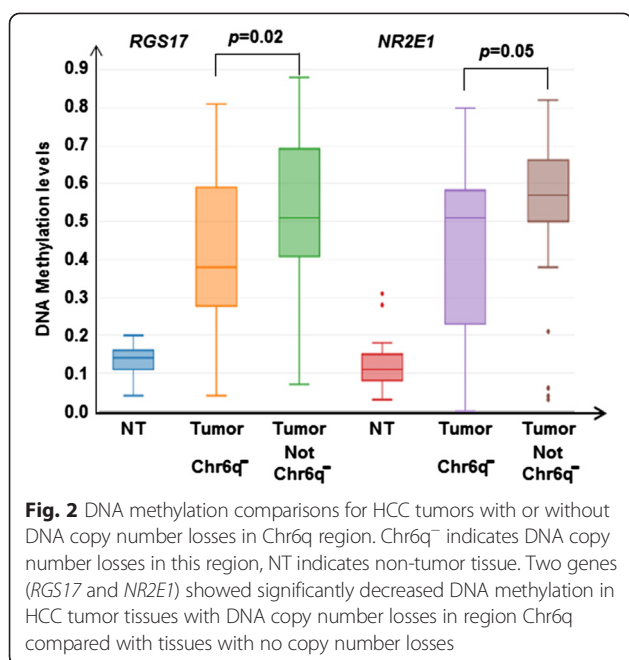 RGS17 p=0.02 NR2E1 p=0.05
0.9
0.8
0.7
0.6
0.5
0.4
0.3
0.2
0.1
0.0
DNA Methylation levels
NT Tumor Tumor NT Tumor Tumor
Chr6q⁻ Not Chr6q⁻ Not
Chr6q⁻ Chr6q⁻
Fig. 2 DNA methylation comparisons for HCC tumors with or without
DNA copy number losses in Chr6q region. Chr6q⁻ indicates DNA copy
number losses in this region, NT indicates non-tumor tissue. Two genes
(RGS17 and NR2E1) showed significantly decreased DNA methylation in
HCC tumor tissues with DNA copy number losses in region Chr6q
compared with tissues with no copy number losses